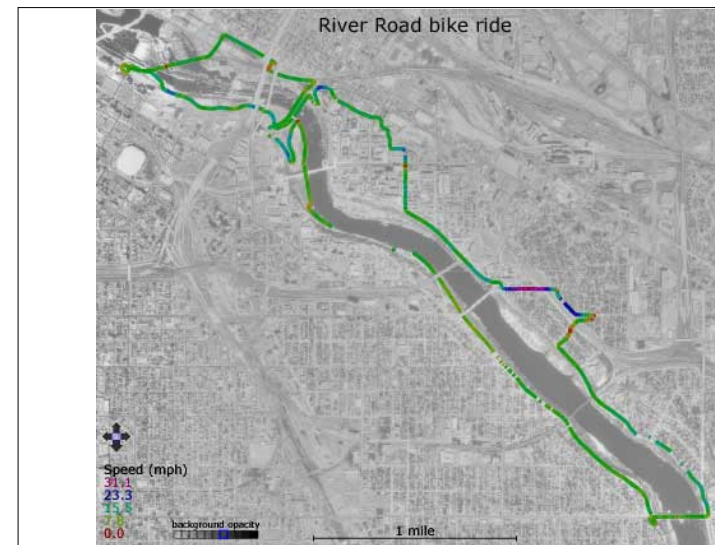 River Road bike ride
Speed (mph)
31.1
23.3
15.5
7.8
0.0
background opacity
1 mile